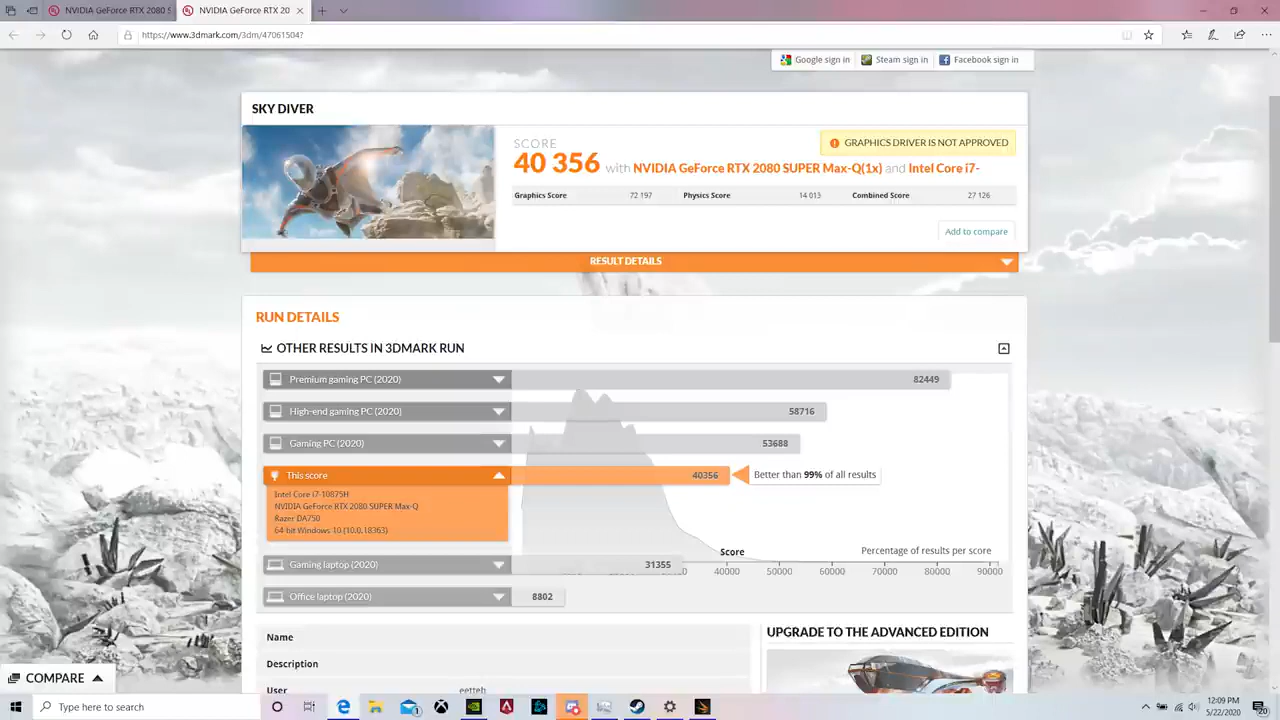 NVIDIA GeForce RTX 2080 S
NVIDIA GeForce RTX 20
https://www.3dmark.com/3dm/47061504?
Google sign in
Steam sign in
Facebook sign in
SKY DIVER
SCORE
GRAPHICS DRIVER IS NOT APPROVED
40 356 with NVIDIA GeForce RTX 2080 SUPER Max-Q(1x) and Intel Core i7-
Graphics Score 72 197 Physics Score 14 013 Combined Score 27 126
Add to compare
RESULT DETAILS
RUN DETAILS
OTHER RESULTS IN 3DMARK RUN
Premium gaming PC (2020) 82449
High-end gaming PC (2020) 58716
Gaming PC (2020) 53688
This score 40356 Better than 99% of all results
Intel Core i7-10875H
NVIDIA GeForce RTX 2080 SUPER Max-Q
Razer DA750
64-bit Windows 10 (10.0.18363)
Score
Percentage of results per score
Gaming laptop (2020) 31355
40000 50000 60000 70000 80000 90000
Office laptop (2020) 8802
Name
UPGRADE TO THE ADVANCED EDITION
Description
COMPARE
User eetteh
Type here to search
12:09 PM
5/22/2020
20